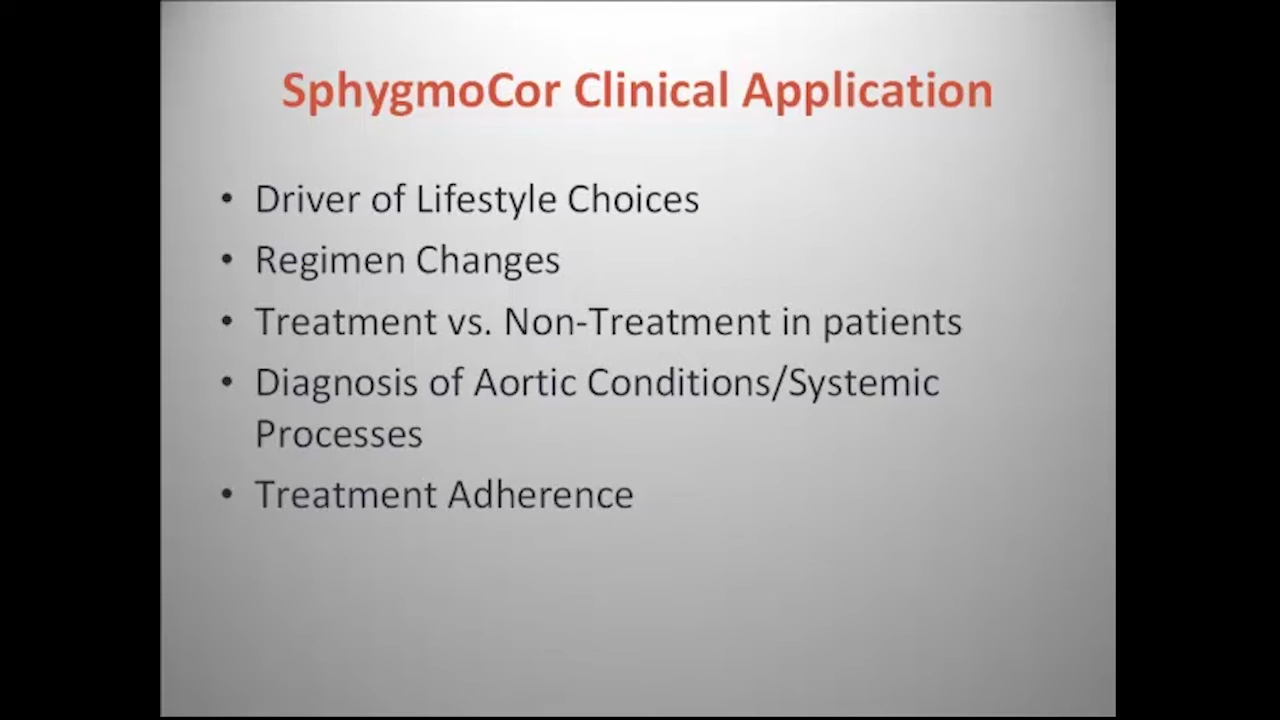 SphygmoCor Clinical Application
• Driver of Lifestyle Choices
• Regimen Changes
• Treatment vs. Non-Treatment in patients
• Diagnosis of Aortic Conditions/Systemic
Processes
• Treatment Adherence